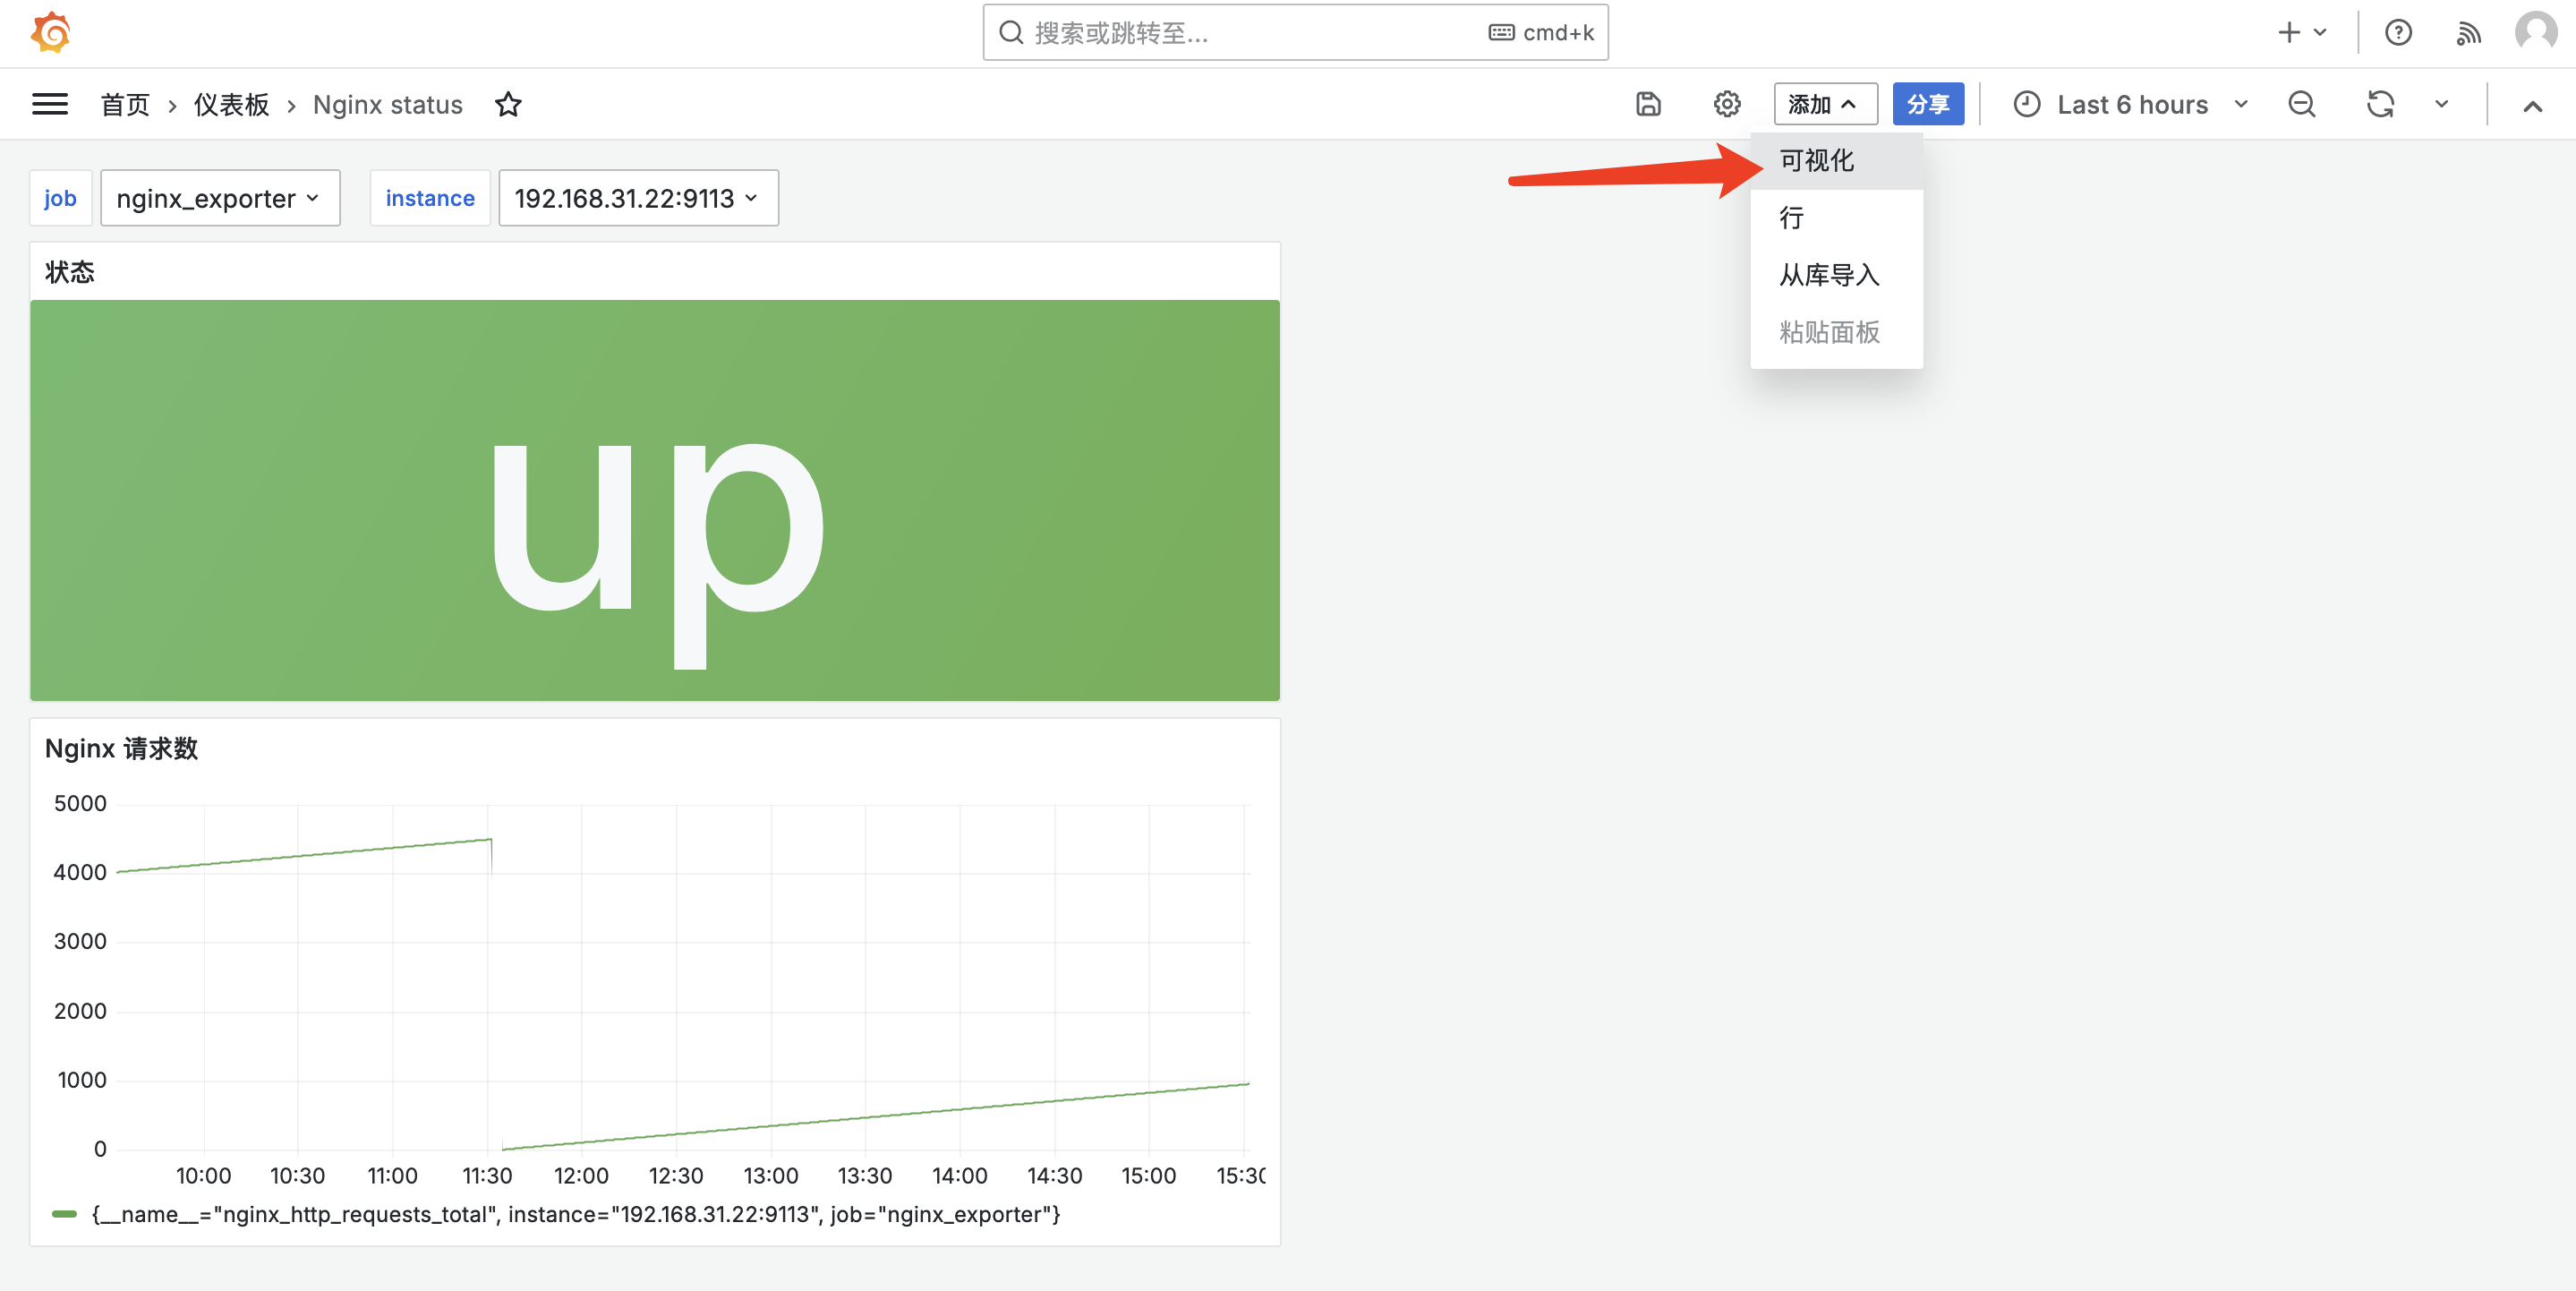 搜索或跳转至... cmd+k
首页 › 仪表板 › Nginx status 添加 分享 Last 6 hours
可视化
行
从库导入
粘贴面板
job nginx_exporter instance 192.168.31.22:9113
状态
up
Nginx 请求数
5000
4000
3000
2000
1000
0
10:00 10:30 11:00 11:30 12:00 12:30 13:00 13:30 14:00 14:30 15:00 15:30
{__name__="nginx_http_requests_total", instance="192.168.31.22:9113", job="nginx_exporter"}